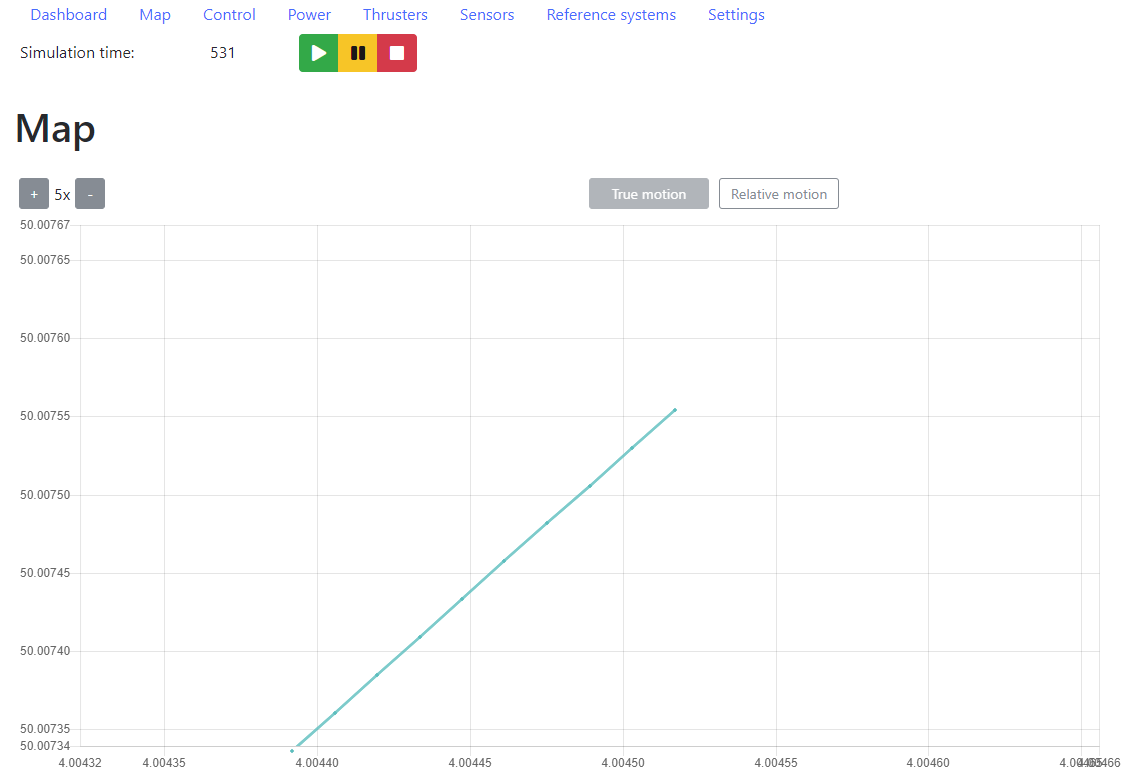 Dashboard Map Control Power Thrusters Sensors Reference systems Settings
Simulation time: 531
Map
+ 5x - True motion Relative motion
50.00767
50.00765
50.00760
50.00755
50.00750
50.00745
50.00740
50.00735
50.00734
4.00432 4.00435 4.00440 4.00445 4.00450 4.00455 4.00460 4.00465 4.00466